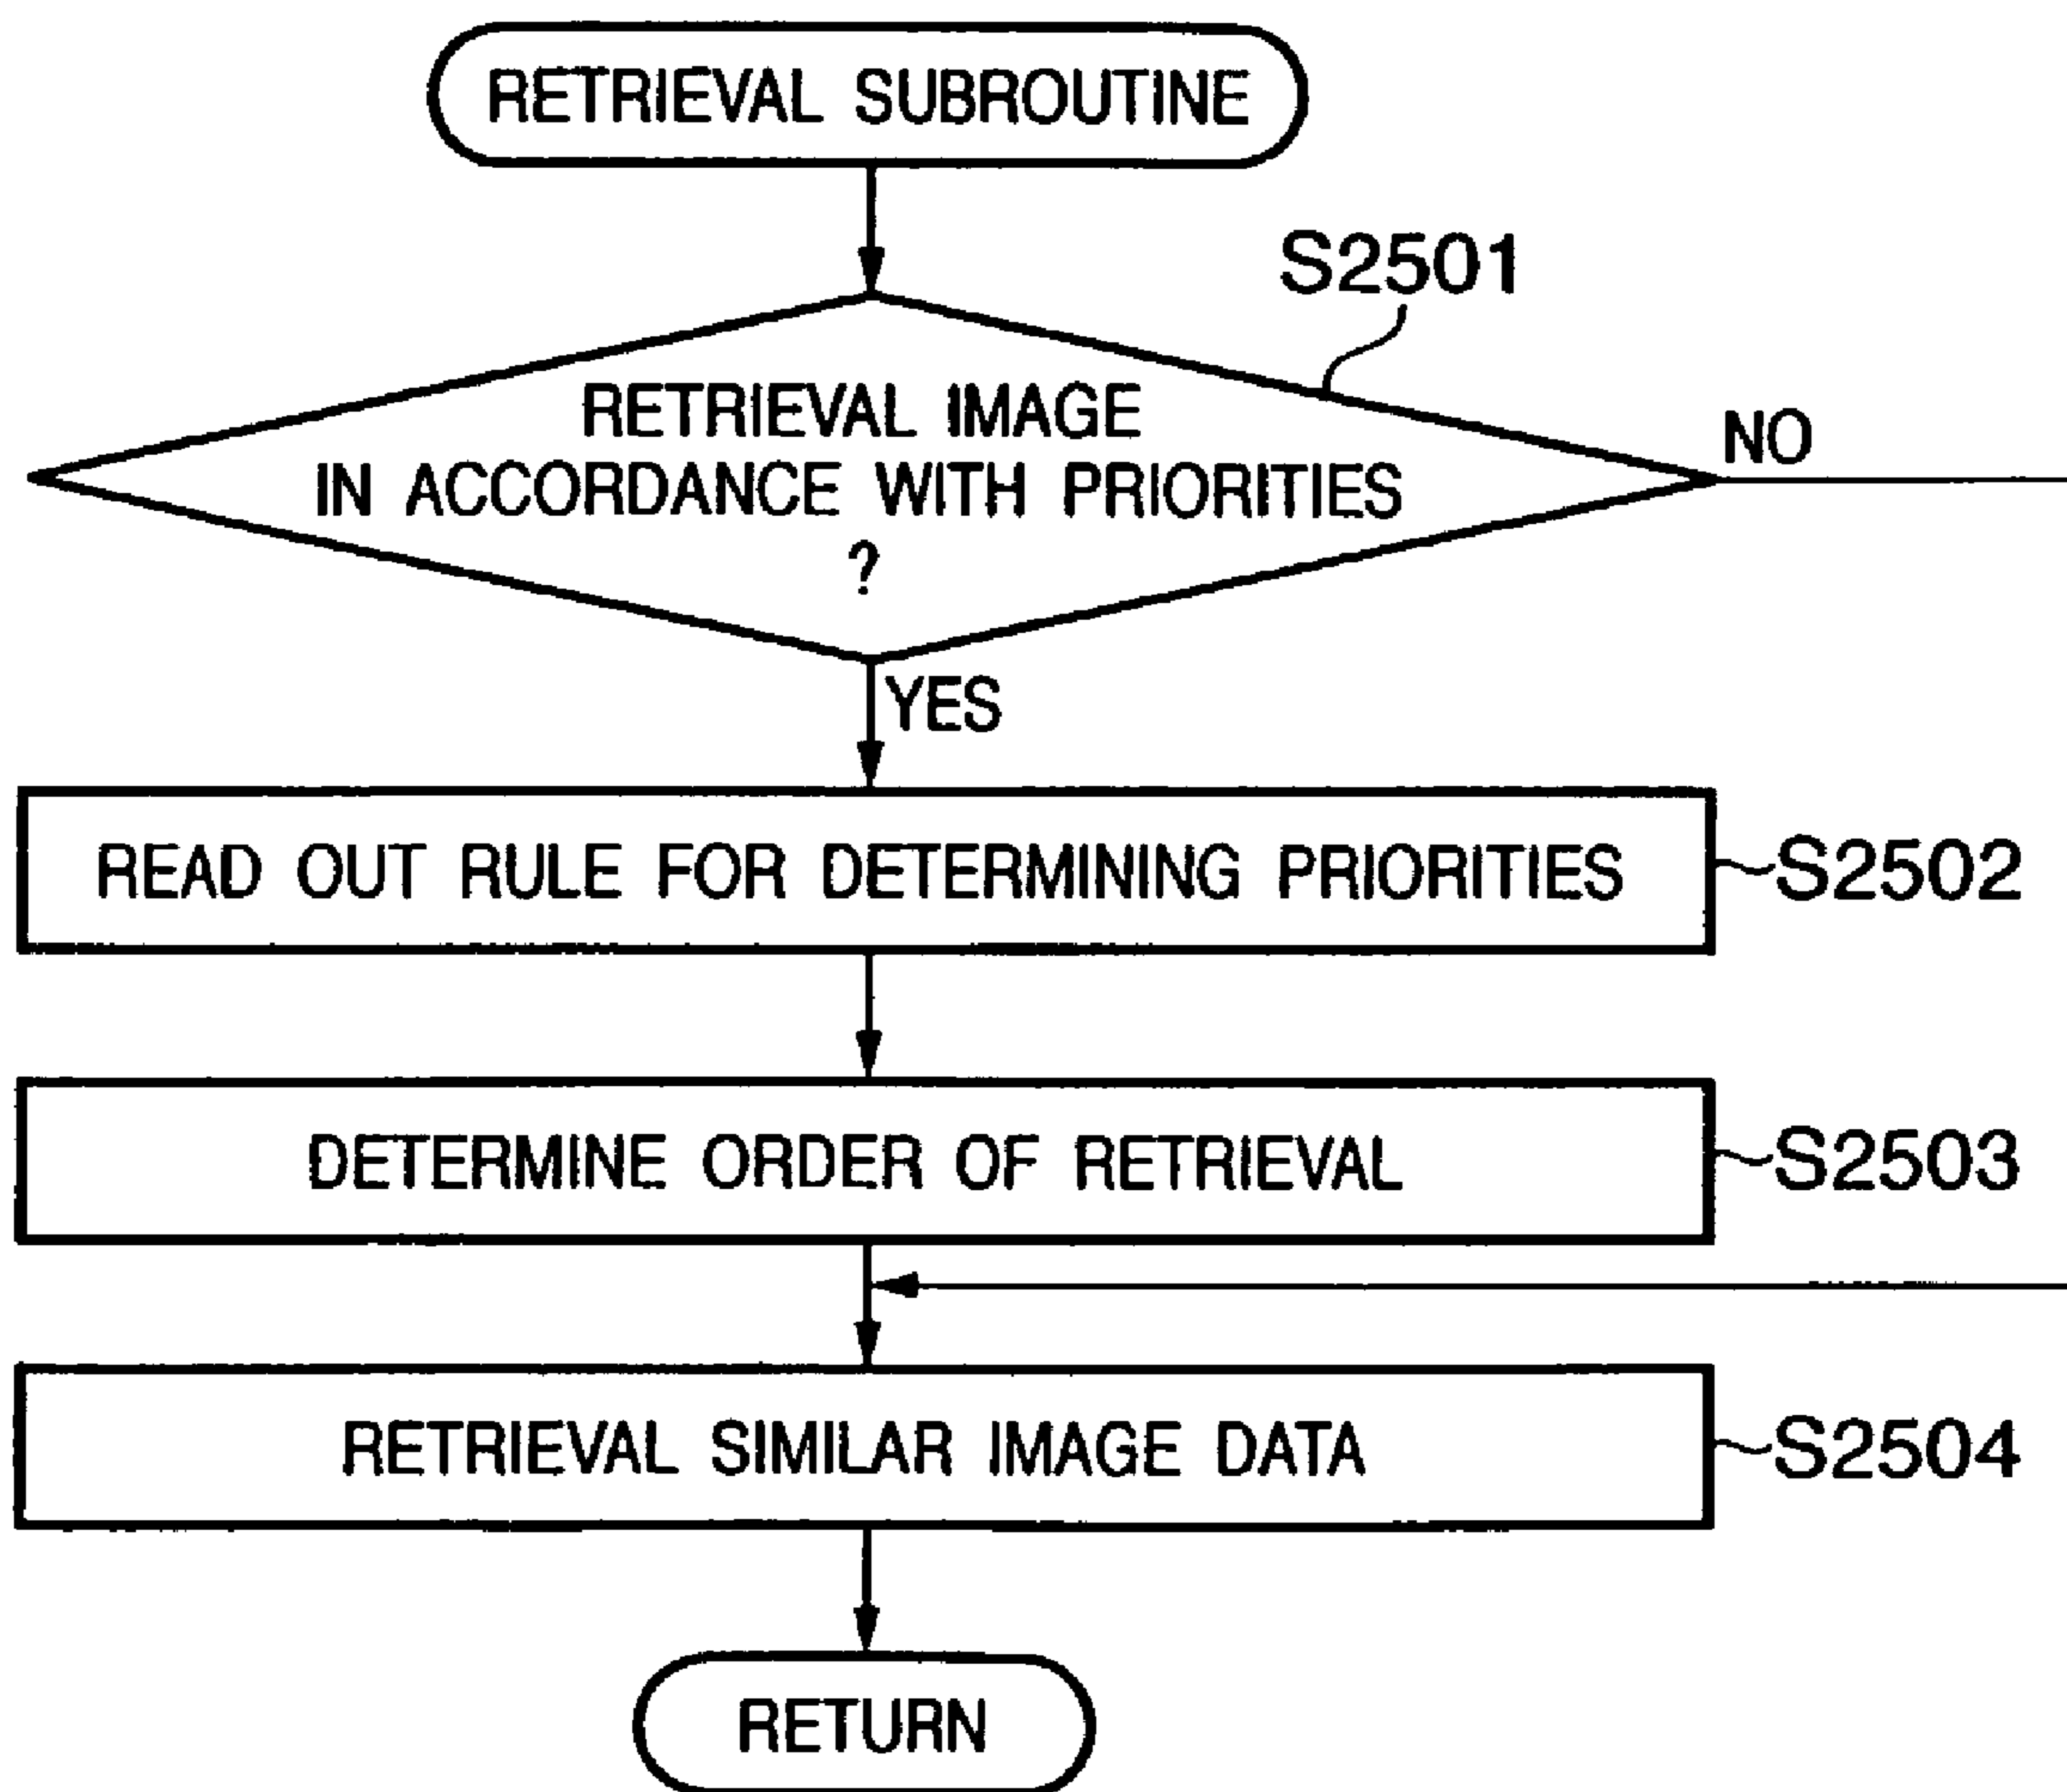 RETRIEVAL SUBROUTINE
S2501
RETRIEVAL IMAGE
IN ACCORDANCE WITH PRIORITIES
?
NO
YES
READ OUT RULE FOR DETERMINING PRIORITIES
S2502
DETERMINE ORDER OF RETRIEVAL
S2503
RETRIEVAL SIMILAR IMAGE DATA
S2504
RETURN